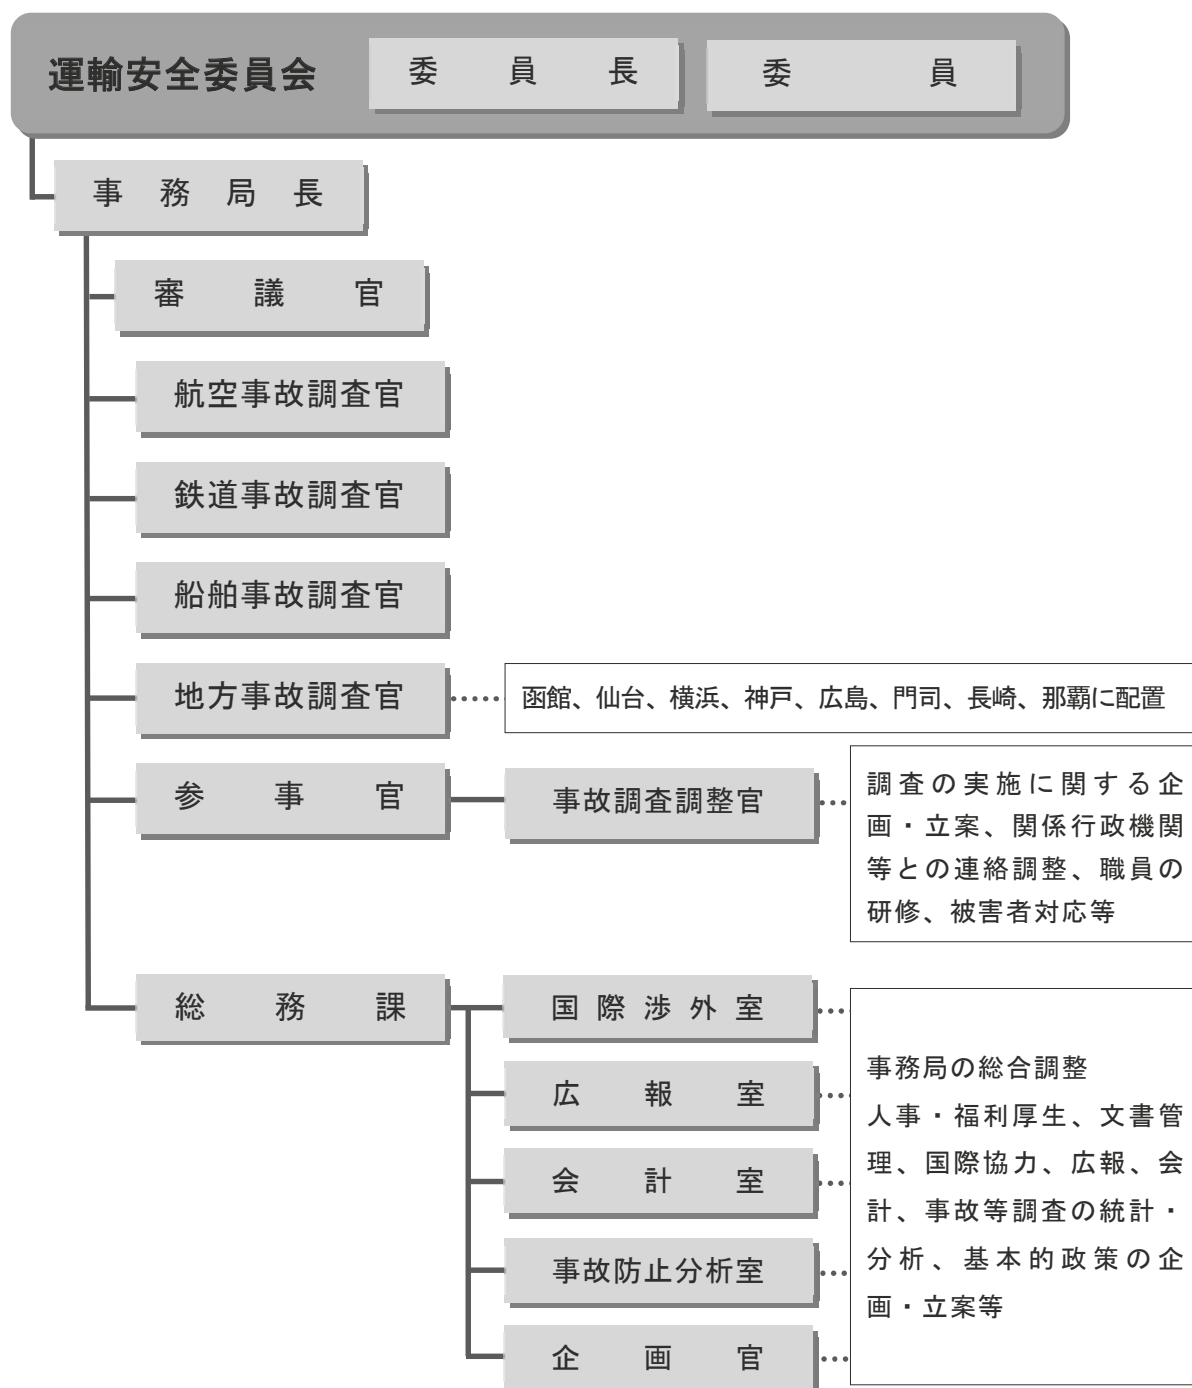 運輸安全委員会
委員長
委員
事務局長
審議官
航空事故調査官
鉄道事故調査官
船舶事故調査官
地方事故調査官
函館、仙台、横浜、神戸、広島、門司、長崎、那覇に配置
参事官
事故調査調整官
調査の実施に関する企
画・立案、関係行政機関
等との連絡調整、職員の
研修、被害者対応等
総務課
国際渉外室
広報室
会計室
事故防止分析室
企画官
事務局の総合調整
人事・福利厚生、文書管
理、国際協力、広報、会
計、事故等調査の統計・
分析、基本的政策の企
画・立案等